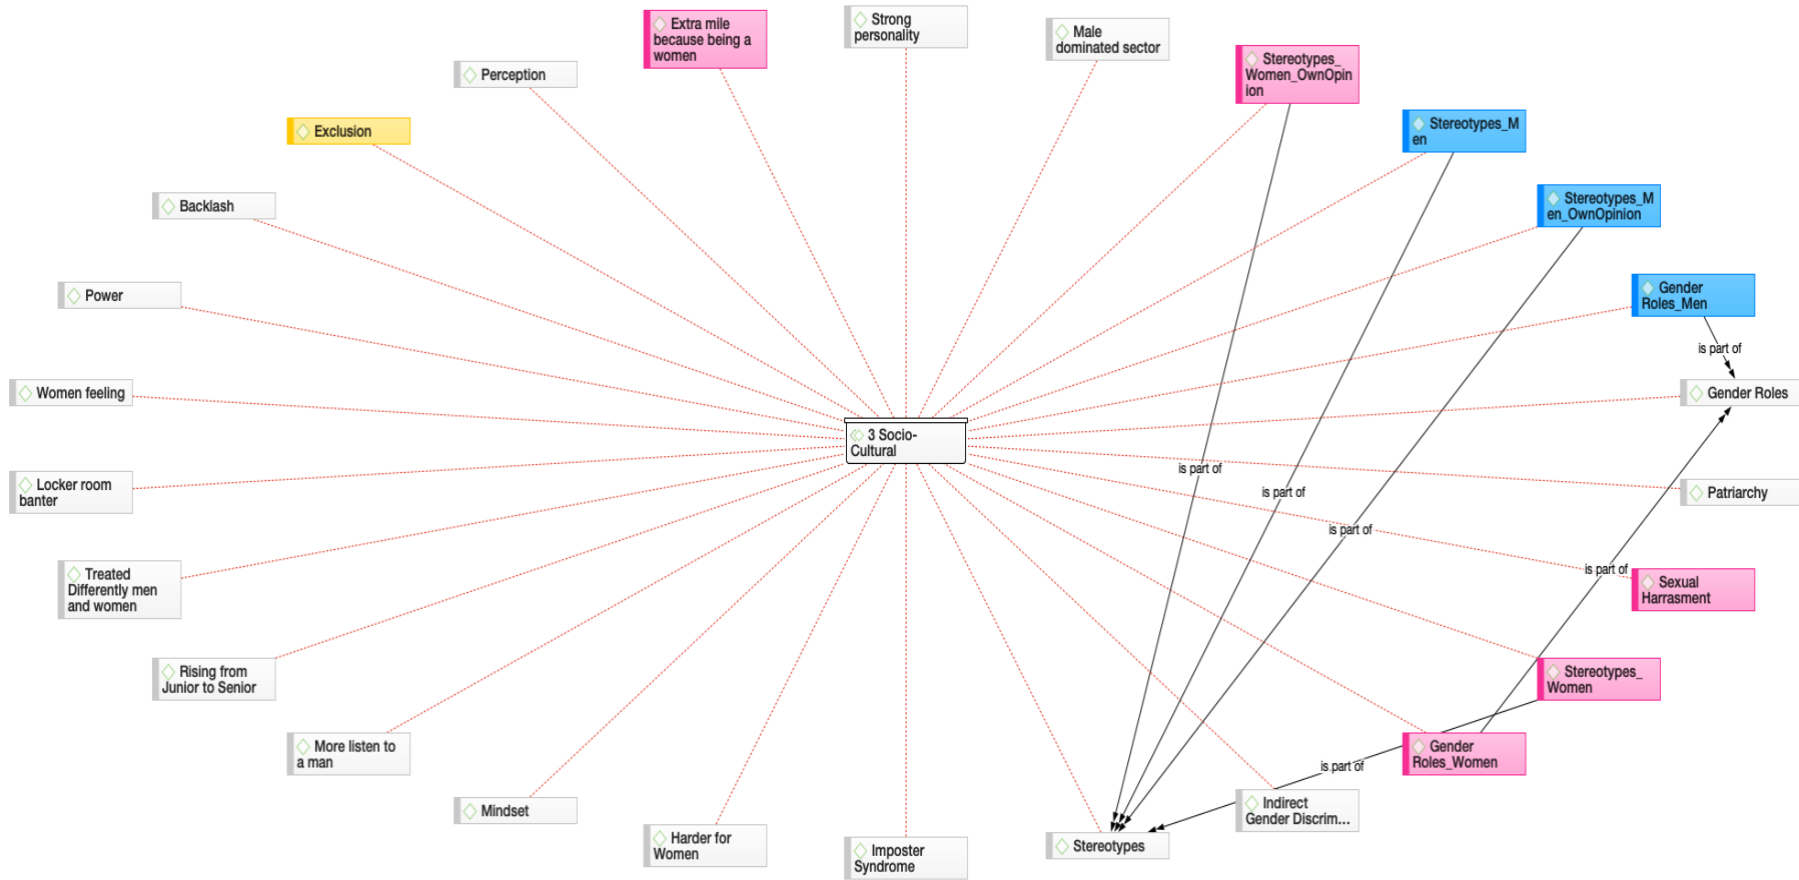 Strong
personality
Extra mile
because being a
women
Male
dominated sector
Perception
Stereotypes_
Women_OwnOpin
ion
Exclusion
Stereotypes_M
en
Backlash
Stereotypes_M
en_OwnOpinion
Power
Gender
Roles_Men
is part of
Women feeling
Gender Roles
3 Socio-
Cultural
is part of
Locker room
banter
is part of
Patriarchy
is part of
Treated
Differently men
and women
is part of
Sexual
Harrasment
Rising from
Junior to Senior
Stereotypes_
Women
More listen to
a man
Gender
Roles_Women
is part of
Mindset
Indirect
Gender Discrim...
Harder for
Women
Imposter
Syndrome
Stereotypes